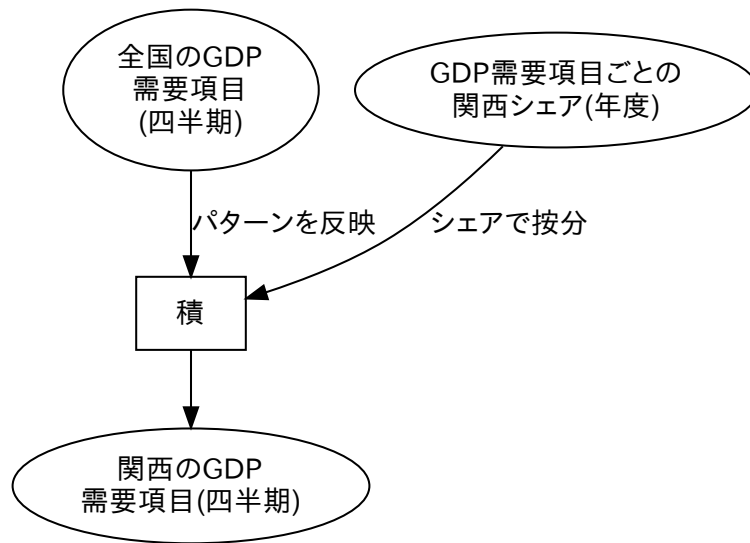 全国のGDP
需要項目
(四半期)
GDP需要項目ごとの
関西シェア(年度)
パターンを反映
シェアで按分
積
関西のGDP
需要項目(四半期)